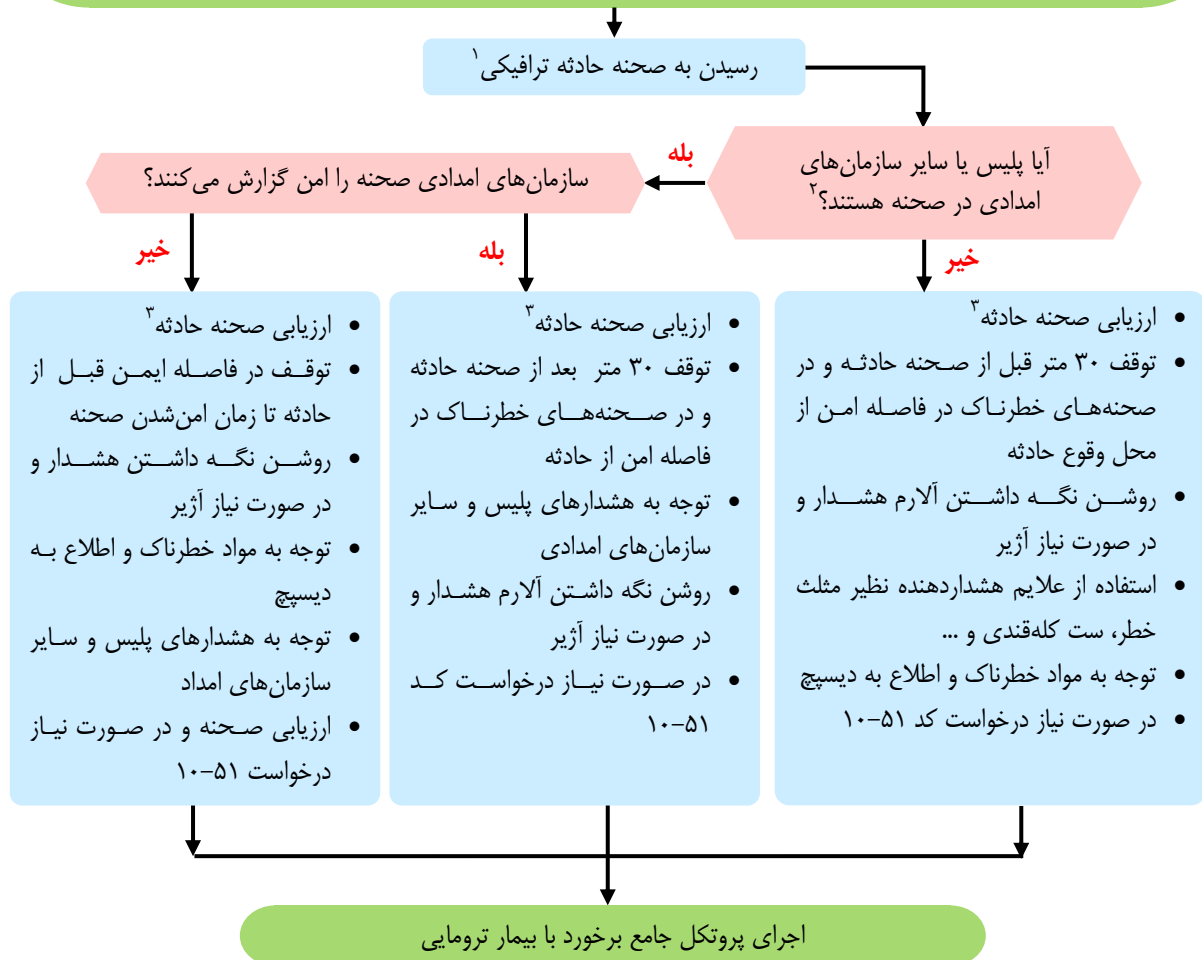 رسیدن به صحنه حادثه ترافیکی۱
آیا پلیس یا سایر سازمان‌های
امدادی در صحنه هستند؟۲
بله
سازمان‌های امدادی صحنه را امن گزارش می‌کنند؟
خیر
بله
خیر
• ارزیابی صحنه حادثه۳
• توقف ۳۰ متر قبل از صحنه حادثه و در
صحنه‌های خطرناک در فاصله امن از
محل وقوع حادثه
• روشن نگه داشتن آلارم هشدار و
در صورت نیاز آژیر
• استفاده از علایم هشداردهنده نظیر مثلث
خطر، ست کله‌قندی و ...
• توجه به مواد خطرناک و اطلاع به دیسپچ
• در صورت نیاز درخواست کد ۵۱-۱۰
• ارزیابی صحنه حادثه۳
• توقف ۳۰ متر بعد از صحنه حادثه
و در صحنه‌های خطرناک در
فاصله امن از حادثه
• توجه به هشدارهای پلیس و سایر
سازمان‌های امدادی
• روشن نگه داشتن آلارم هشدار و
در صورت نیاز آژیر
• در صورت نیاز درخواست کد
۵۱-۱۰
• ارزیابی صحنه حادثه۳
• توقف در فاصله ایمن قبل از
حادثه تا زمان امن‌شدن صحنه
• روشن نگه داشتن هشدار و
در صورت نیاز آژیر
• توجه به مواد خطرناک و اطلاع به
دیسپچ
• توجه به هشدارهای پلیس و سایر
سازمان‌های امداد
• ارزیابی صحنه و در صورت نیاز
درخواست ۵۱-۱۰
اجرای پروتکل جامع برخورد با بیمار ترومایی